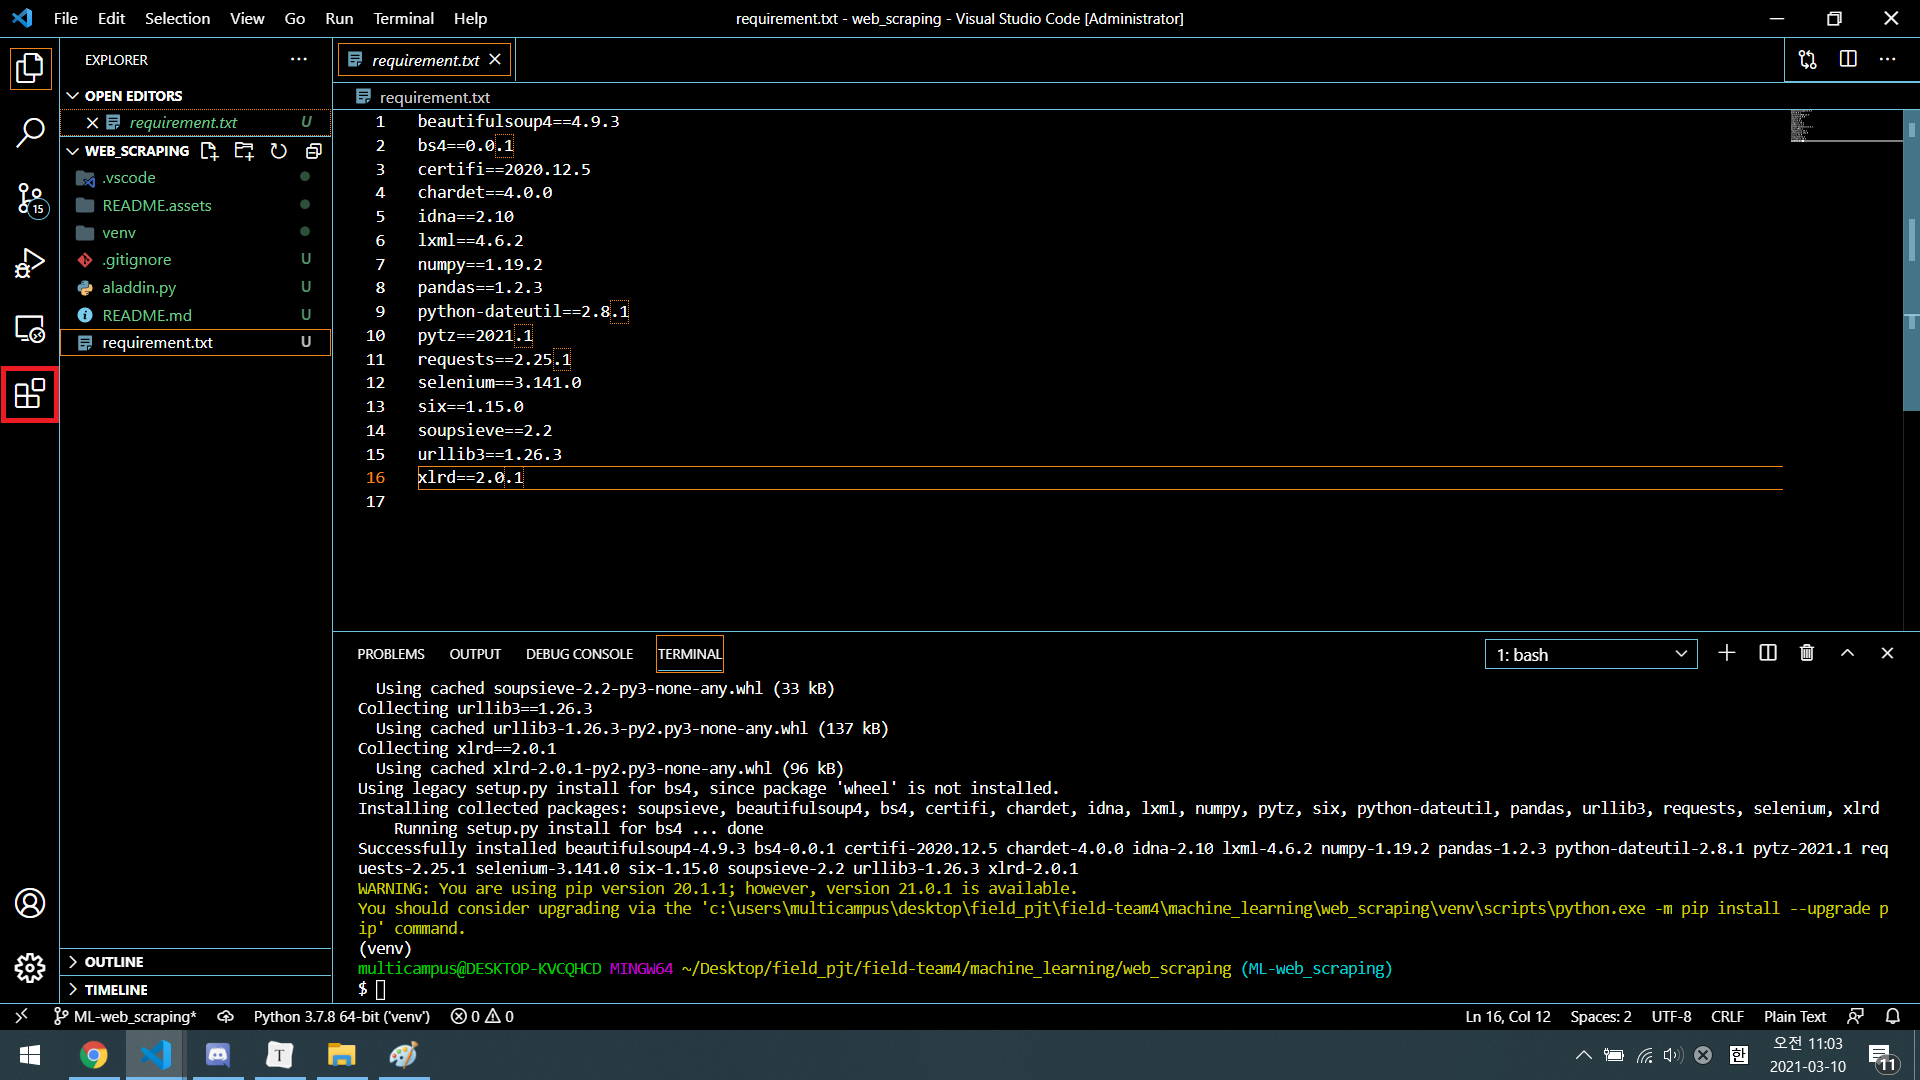 File Edit Selection View Go Run Terminal Help
requirement.txt - web_scraping - Visual Studio Code [Administrator]
EXPLORER
OPEN EDITORS
requirement.txt U
WEB_SCRAPING
.vscode
README.assets
venv
.gitignore U
aladdin.py U
README.md U
requirement.txt U
15
OUTLINE
TIMELINE
requirement.txt
requirement.txt
1 beautifulsoup4==4.9.3
2 bs4==0.0.1
3 certifi==2020.12.5
4 chardet==4.0.0
5 idna==2.10
6 lxml==4.6.2
7 numpy==1.19.2
8 pandas==1.2.3
9 python-dateutil==2.8.1
10 pytz==2021.1
11 requests==2.25.1
12 selenium==3.141.0
13 six==1.15.0
14 soupsieve==2.2
15 urllib3==1.26.3
16 xlrd==2.0.1
17
PROBLEMS OUTPUT DEBUG CONSOLE TERMINAL 1: bash
Using cached soupsieve-2.2-py3-none-any.whl (33 kB)
Collecting urllib3==1.26.3
Using cached urllib3-1.26.3-py2.py3-none-any.whl (137 kB)
Collecting xlrd==2.0.1
Using cached xlrd-2.0.1-py2.py3-none-any.whl (96 kB)
Using legacy setup.py install for bs4, since package 'wheel' is not installed.
Installing collected packages: soupsieve, beautifulsoup4, bs4, certifi, chardet, idna, lxml, numpy, pytz, six, python-dateutil, pandas, urllib3, requests, selenium, xlrd
Running setup.py install for bs4 ... done
Successfully installed beautifulsoup4-4.9.3 bs4-0.0.1 certifi-2020.12.5 chardet-4.0.0 idna-2.10 lxml-4.6.2 numpy-1.19.2 pandas-1.2.3 python-dateutil-2.8.1 pytz-2021.1 req
uests-2.25.1 selenium-3.141.0 six-1.15.0 soupsieve-2.2 urllib3-1.26.3 xlrd-2.0.1
WARNING: You are using pip version 20.1.1; however, version 21.0.1 is available.
You should consider upgrading via the 'c:\users\multicampus\desktop\field_pjt\field-team4\machine_learning\web_scraping\venv\scripts\python.exe -m pip install --upgrade p
ip' command.
(venv)
multicampus@DESKTOP-KVCQHCD MINGW64 ~/Desktop/field_pjt/field-team4/machine_learning/web_scraping (ML-web_scraping)
$
ML-web_scraping* Python 3.7.8 64-bit ('venv') 0 0 Ln 16, Col 12 Spaces: 2 UTF-8 CRLF Plain Text
T 한 오전 11:03
2021-03-10 11